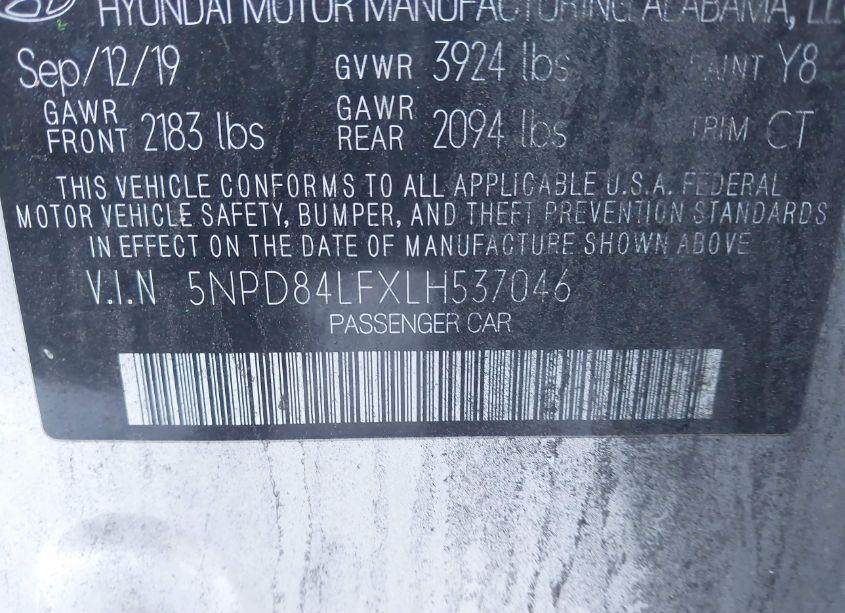 HYUNDAI MOTOR MANUFACTURING ALABAMA, LL
Sep/12/19 GVWR 3924 lbs PAINT Y8
GAWR FRONT 2183 lbs GAWR REAR 2094 lbs TRIM CT
THIS VEHICLE CONFORMS TO ALL APPLICABLE U.S.A. FEDERAL
MOTOR VEHICLE SAFETY, BUMPER, AND THEFT PREVENTION STANDARDS
IN EFFECT ON THE DATE OF MANUFACTURE SHOWN ABOVE
V.I.N 5NPD84LFXLH537046
PASSENGER CAR